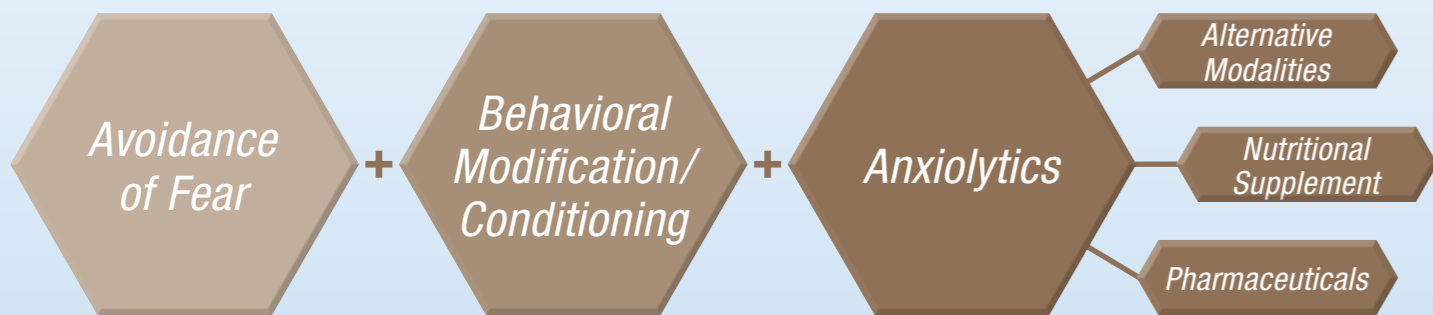 Avoidance
of Fear
+
Behavioral
Modification/
Conditioning
+
Anxiolytics
Alternative
Modalities
Nutritional
Supplement
Pharmaceuticals